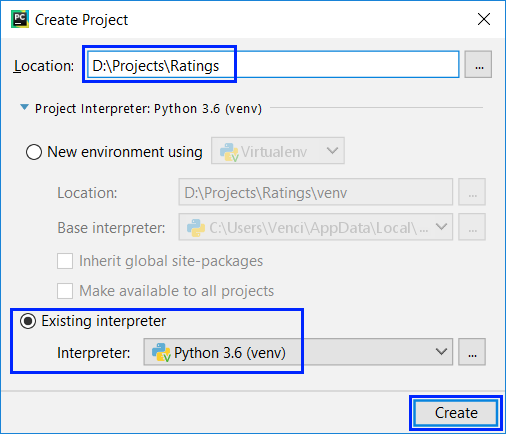 PC Create Project
Location: D:\Projects\Ratings ...
Project Interpreter: Python 3.6 (venv)
New environment using Virtualenv
Location: D:\Projects\Ratings\venv ...
Base interpreter: C:\Users\Venci\AppData\Local\ ... ...
Inherit global site-packages
Make available to all projects
Existing interpreter
Interpreter: Python 3.6 (venv) ...
Create